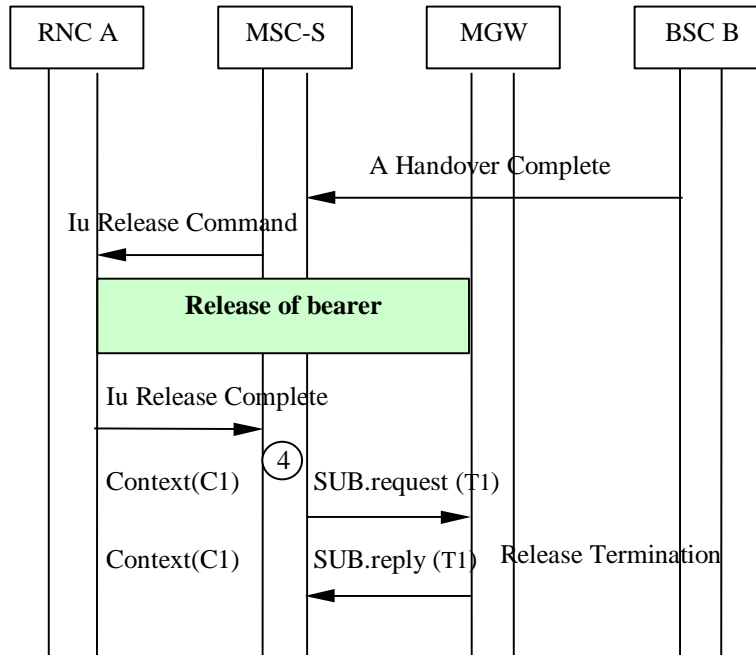 RNC A MSC-S MGW BSC B
A Handover Complete
Iu Release Command
Release of bearer
Iu Release Complete
4
Context(C1) SUB.request (T1)
Context(C1) SUB.reply (T1) Release Termination